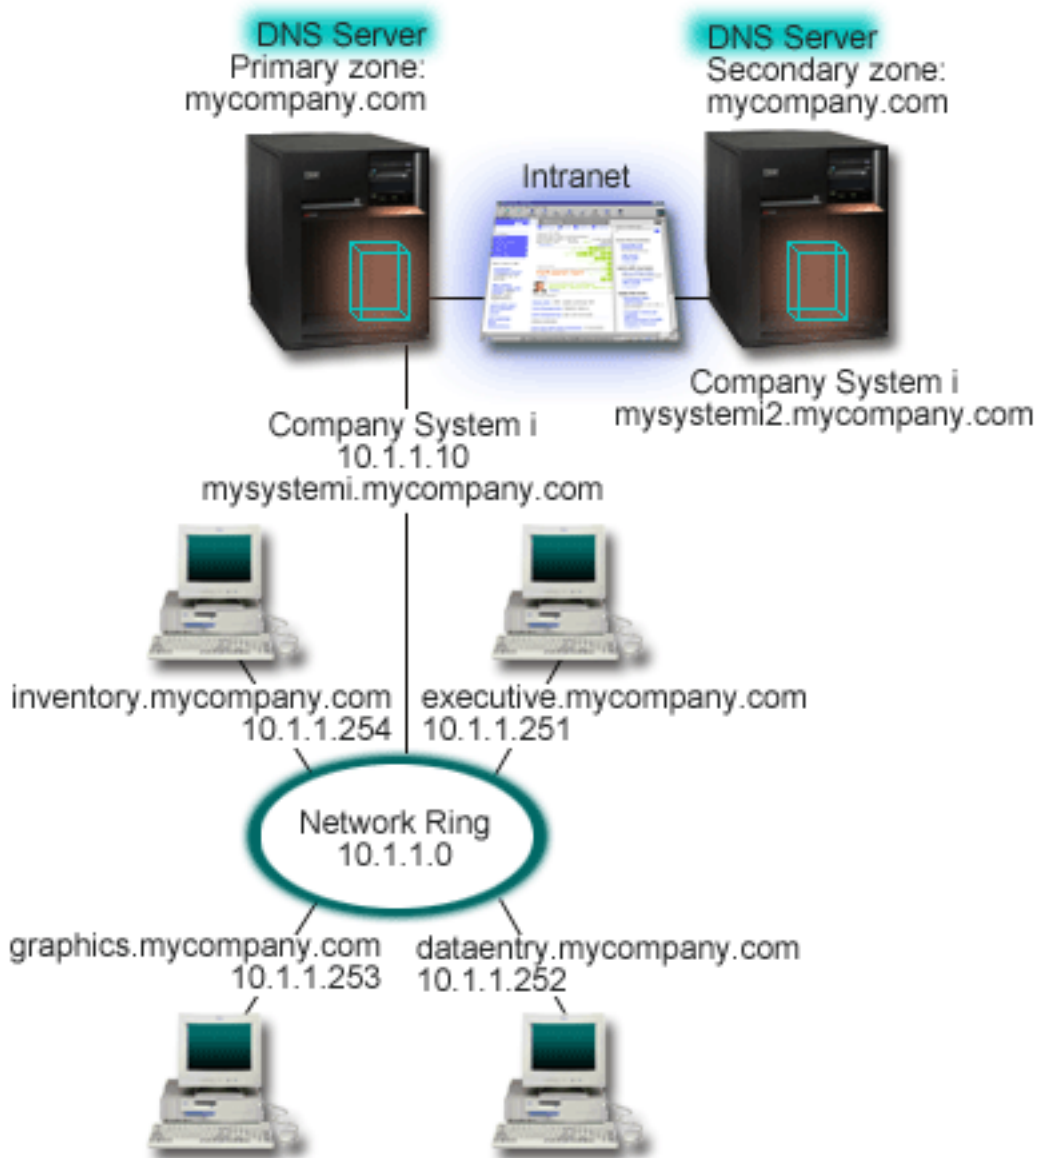 DNS Server
Primary zone:
mycompany.com
DNS Server
Secondary zone:
mycompany.com
Intranet
Company System i
mysystemi2.mycompany.com
Company System i
10.1.1.10
mysystemi.mycompany.com
inventory.mycompany.com
10.1.1.254
executive.mycompany.com
10.1.1.251
Network Ring
10.1.1.0
graphics.mycompany.com
10.1.1.253
dataentry.mycompany.com
10.1.1.252